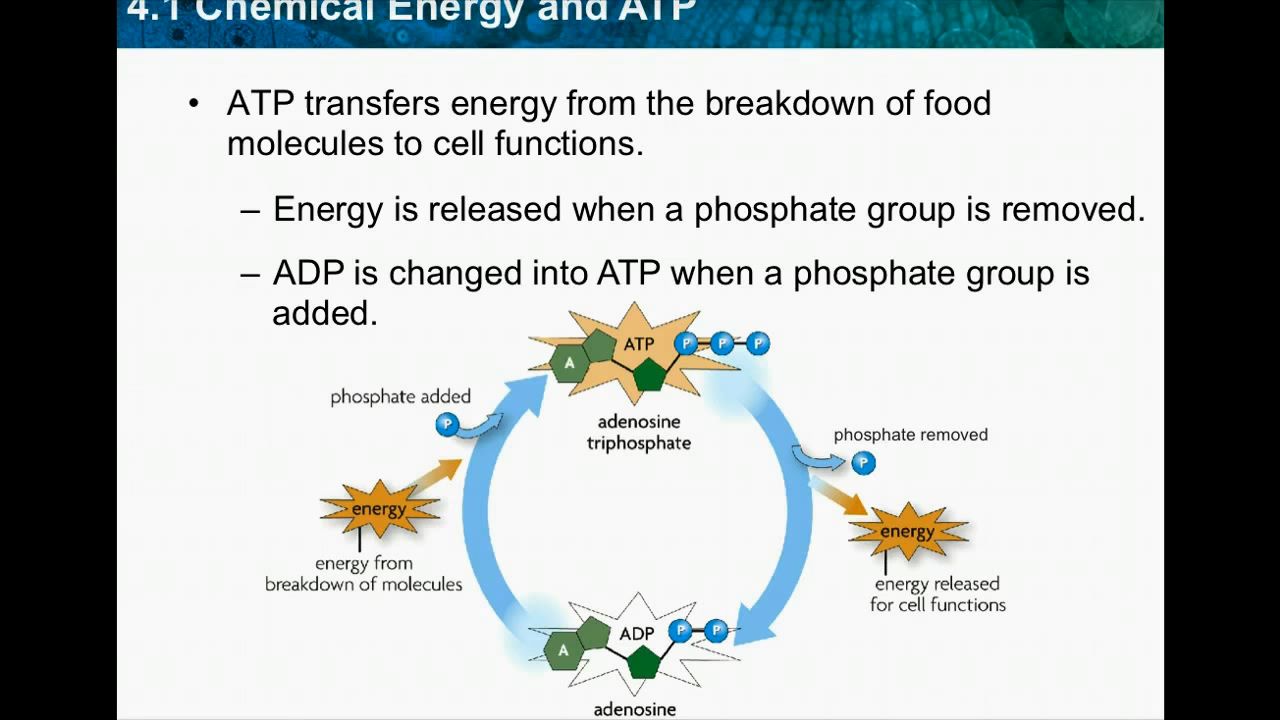 4.1 Chemical Energy and ATP
• ATP transfers energy from the breakdown of food
molecules to cell functions.
– Energy is released when a phosphate group is removed.
– ADP is changed into ATP when a phosphate group is
added.
ATP
P
P
P
A
adenosine
triphosphate
phosphate added
P
phosphate removed
P
energy
energy from
breakdown of molecules
energy
energy released
for cell functions
ADP
P
P
A
adenosine